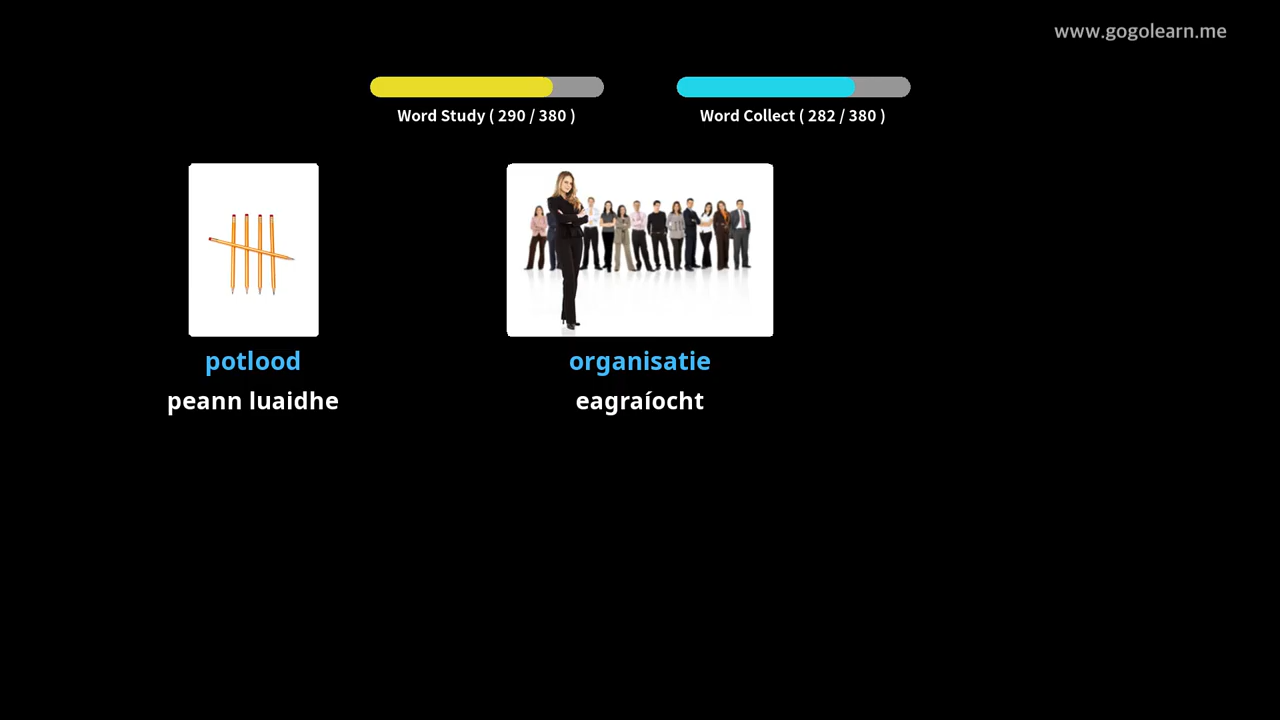 www.gogolearn.me
Word Study ( 290 / 380 )
Word Collect ( 282 / 380 )
potlood
peann luaidhe
organisatie
eagraíocht